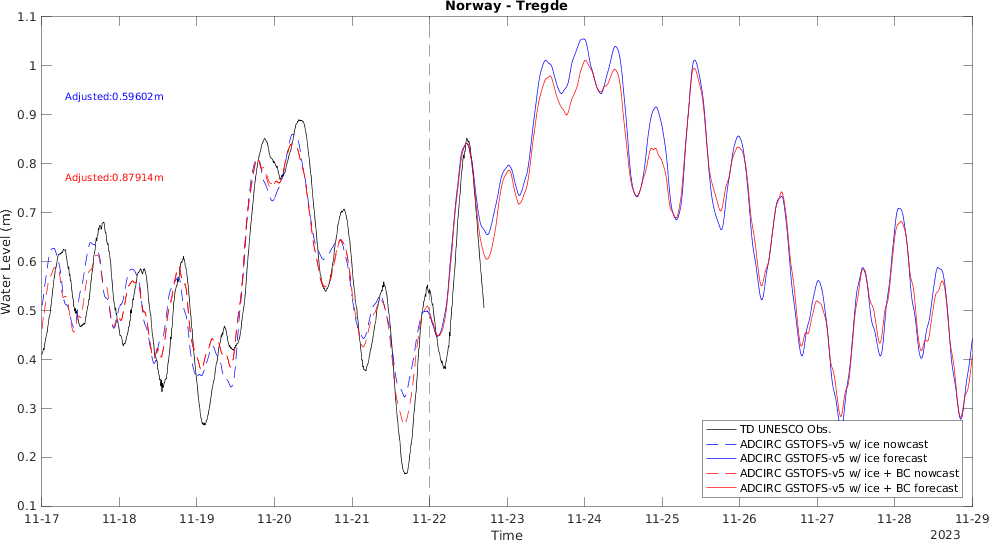 Norway - Tregde
1.1
1
0.9
0.8
0.7
0.6
0.5
0.4
0.3
0.2
0.1
Water Level (m)
Adjusted:0.59602m
Adjusted:0.87914m
TD UNESCO Obs.
ADCIRC GSTOFS-v5 w/ ice nowcast
ADCIRC GSTOFS-v5 w/ ice forecast
ADCIRC GSTOFS-v5 w/ ice + BC nowcast
ADCIRC GSTOFS-v5 w/ ice + BC forecast
11-17 11-18 11-19 11-20 11-21 11-22 11-23 11-24 11-25 11-26 11-27 11-28 11-29
Time
2023